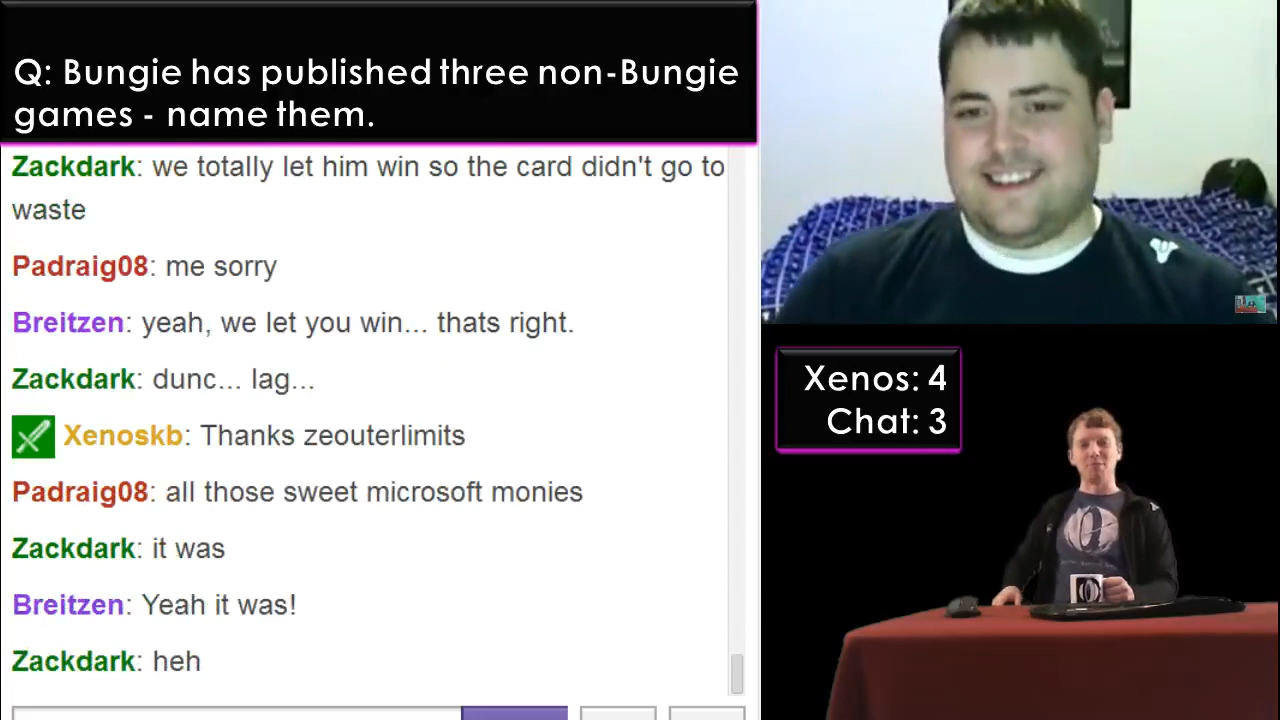 Q: Bungie has published three non-Bungie
games - name them.
Zackdark: we totally let him win so the card didn't go to
waste
Padraig08: me sorry
Breitzen: yeah, we let you win... thats right.
Zackdark: dunc... lag...
Xenoskb: Thanks zeouterlimits
Padraig08: all those sweet microsoft monies
Zackdark: it was
Breitzen: Yeah it was!
Zackdark: heh
Xenos: 4
Chat: 3